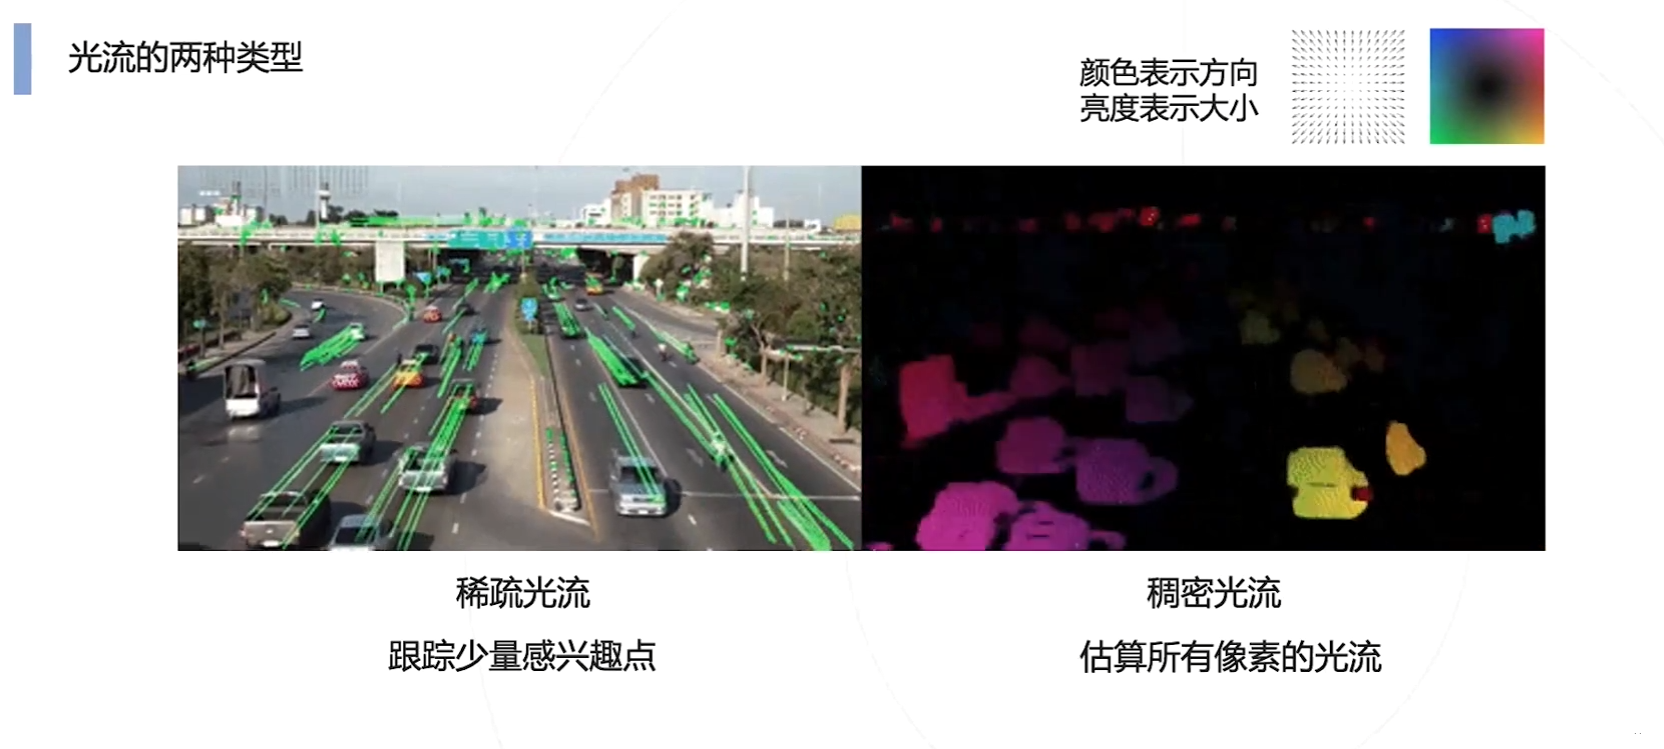 光流的两种类型
颜色表示方向
亮度表示大小
稀疏光流
稠密光流
跟踪少量感兴趣点
估算所有像素的光流